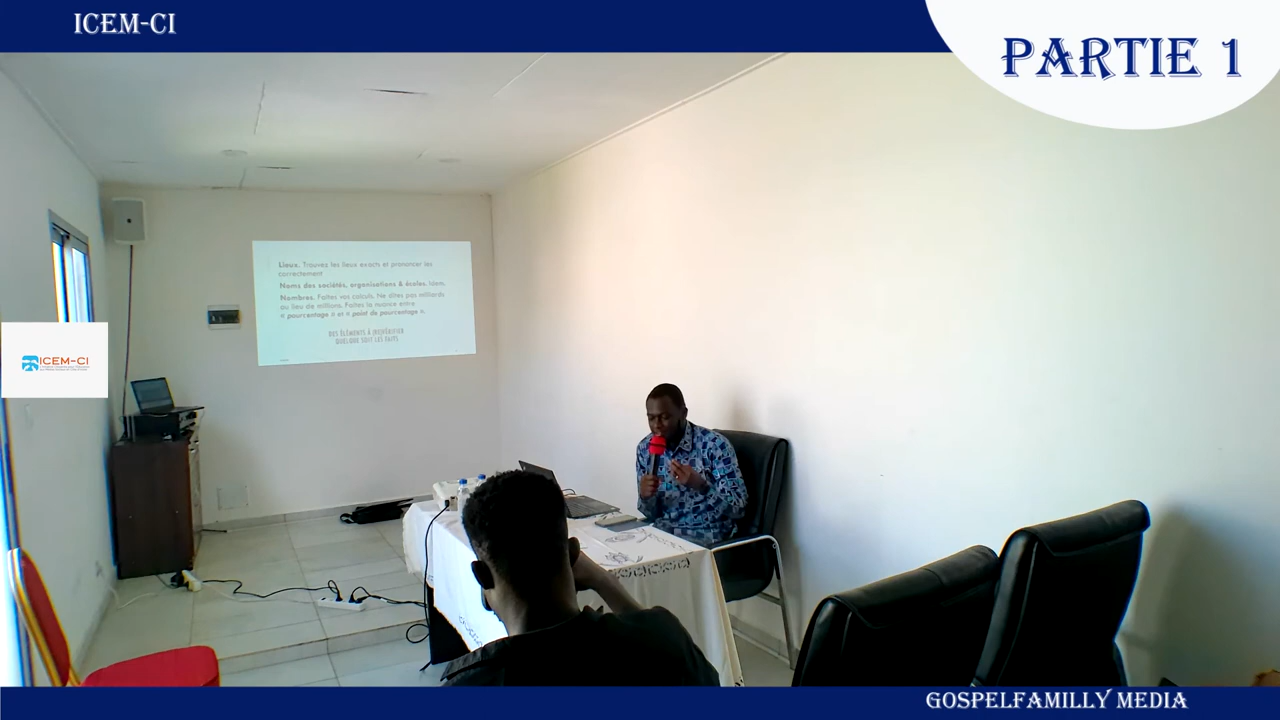 ICEM-CI
PARTIE 1
Lieux. Trouvez les lieux exacts et prononcer les
correctement
Noms des sociétés, organisations & écoles. Idem.
Nombres. Faites vos calculs. Ne dites pas milliards
au lieu de millions. Faites la nuance entre
« pourcentage » et « point de pourcentage ».
DES ÉLÉMENTS À (RE)VÉRIFIER
QUELQUE SOIT LES FAITS
ICEM-CI
GOSPELFAMILLY MEDIA